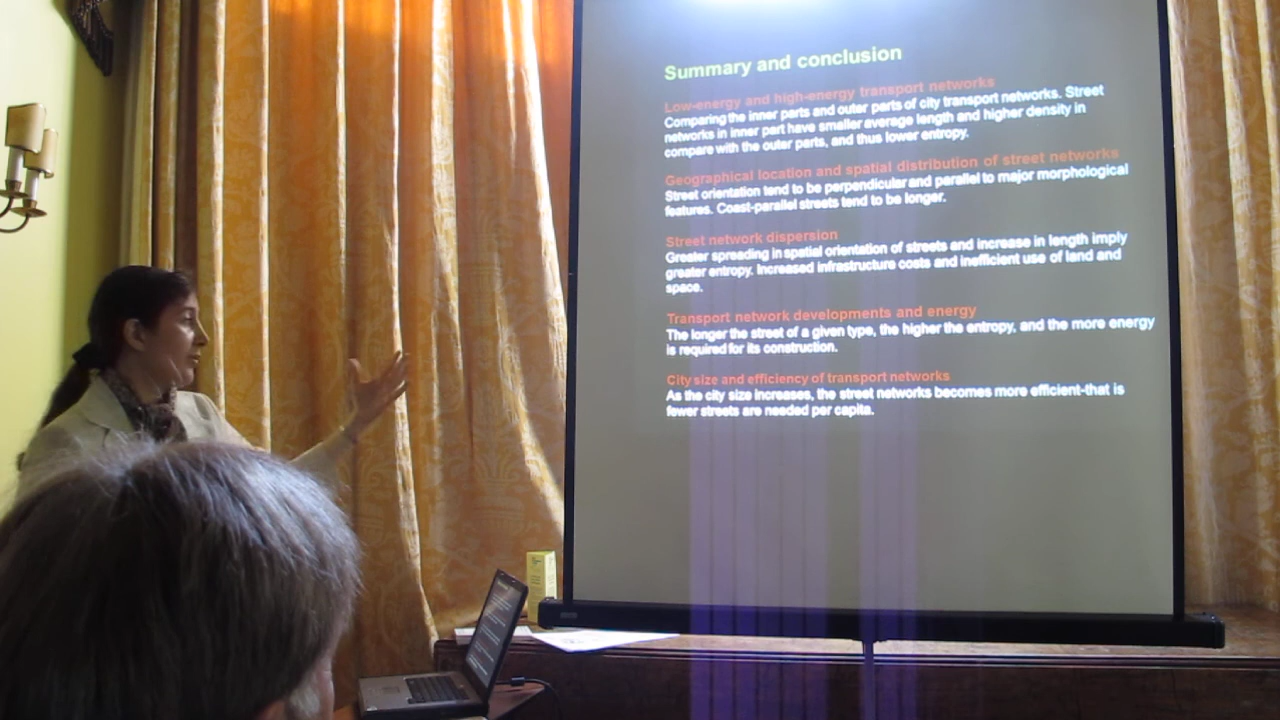 Summary and conclusion
Low-energy and high-energy transport networks
Comparing the inner parts and outer parts of city transport networks. Street
networks in inner part have smaller average length and higher density in
compare with the outer parts, and thus lower entropy.
Geographical location and spatial distribution of street networks
Street orientation tend to be perpendicular and parallel to major morphological
features. Coast-parallel streets tend to be longer.
Street network dispersion
Greater spreading in spatial orientation of streets and increase in length imply
greater entropy. Increased infrastructure costs and inefficient use of land and
space.
Transport network developments and energy
The longer the street of a given type, the higher the entropy, and the more energy
is required for its construction.
City size and efficiency of transport networks
As the city size increases, the street networks becomes more efficient-that is
fewer streets are needed per capita.